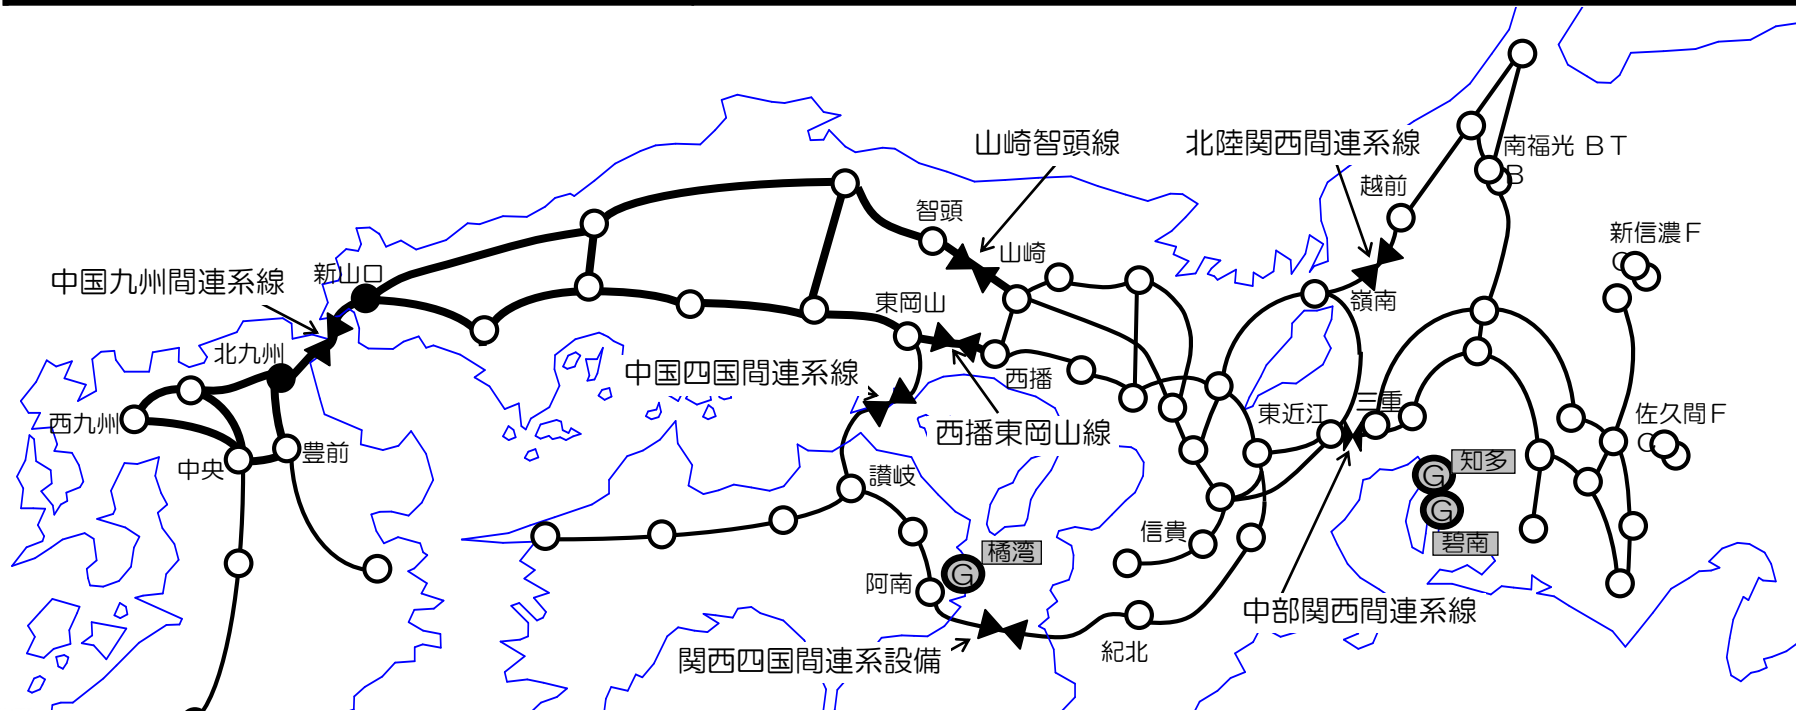 山崎智頭線
北陸関西間連系線
南福光 BT
B
越前
智頭
新信濃F
C
山崎
中国九州間連系線
新山口
嶺南
東岡山
北九州
中国四国間連系線
西播
三重
東近江
佐久間F
C
西九州
西播東岡山線
豊前
中央
知多
G
讃岐
G
信貴
碧南
橘湾
G
阿南
中部関西間連系線
紀北
関西四国間連系設備